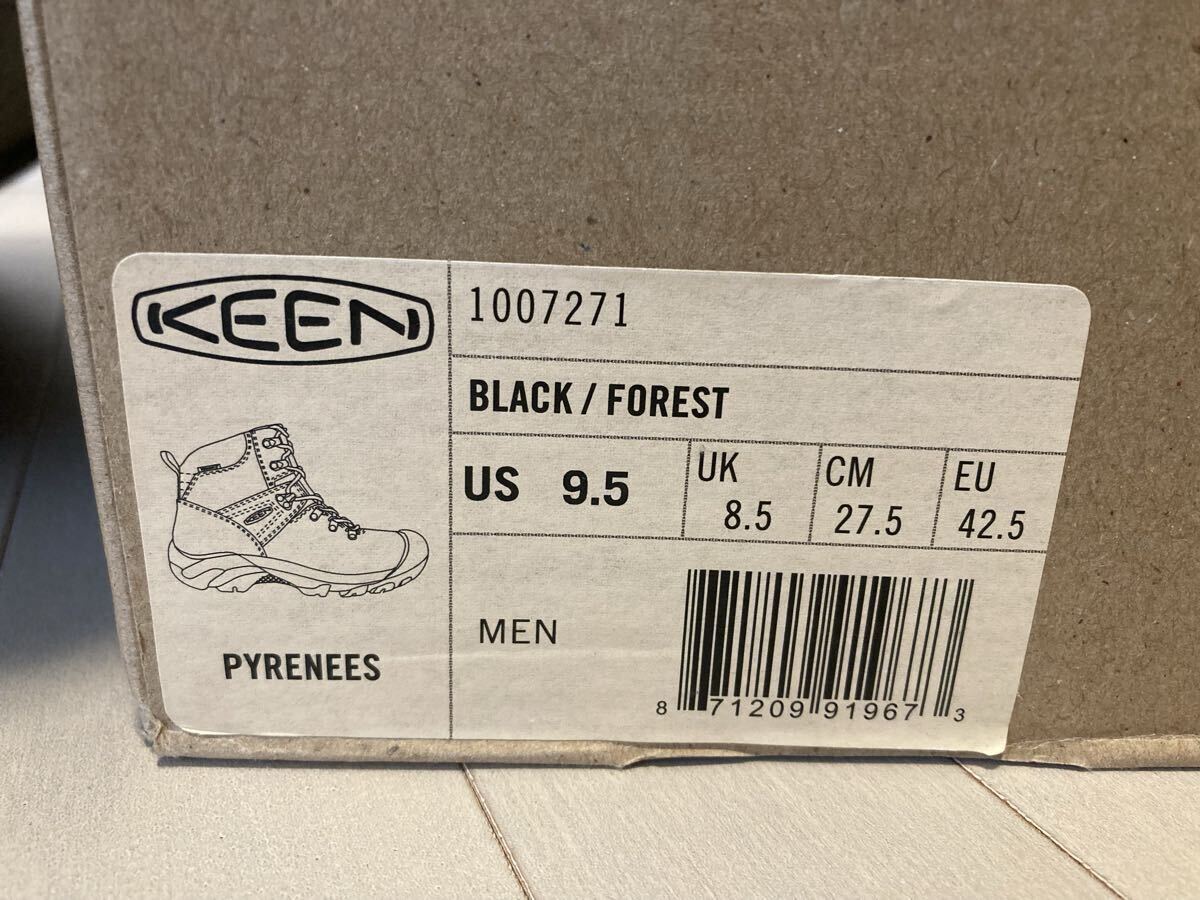 KEEN
PYRENEES
1007271
BLACK / FOREST
US 9.5
UK
8.5
CM
27.5
EU
42.5
MEN
8 71209 91967 3